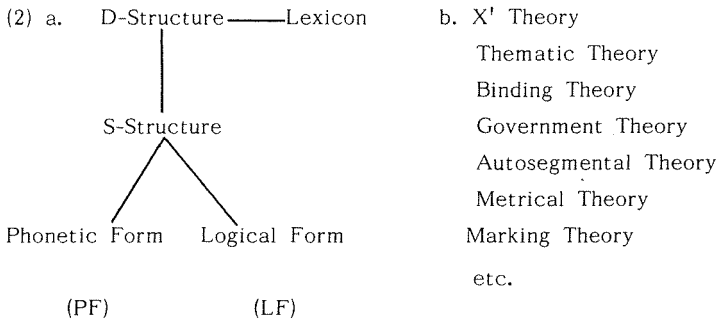 (2) a. D-Structure Lexicon b. X' Theory
Thematic Theory
Binding Theory
S-Structure Government Theory
Autosegmental Theory
Metrical Theory
Phonetic Form Logical Form Marking Theory
etc.
(PF) (LF)